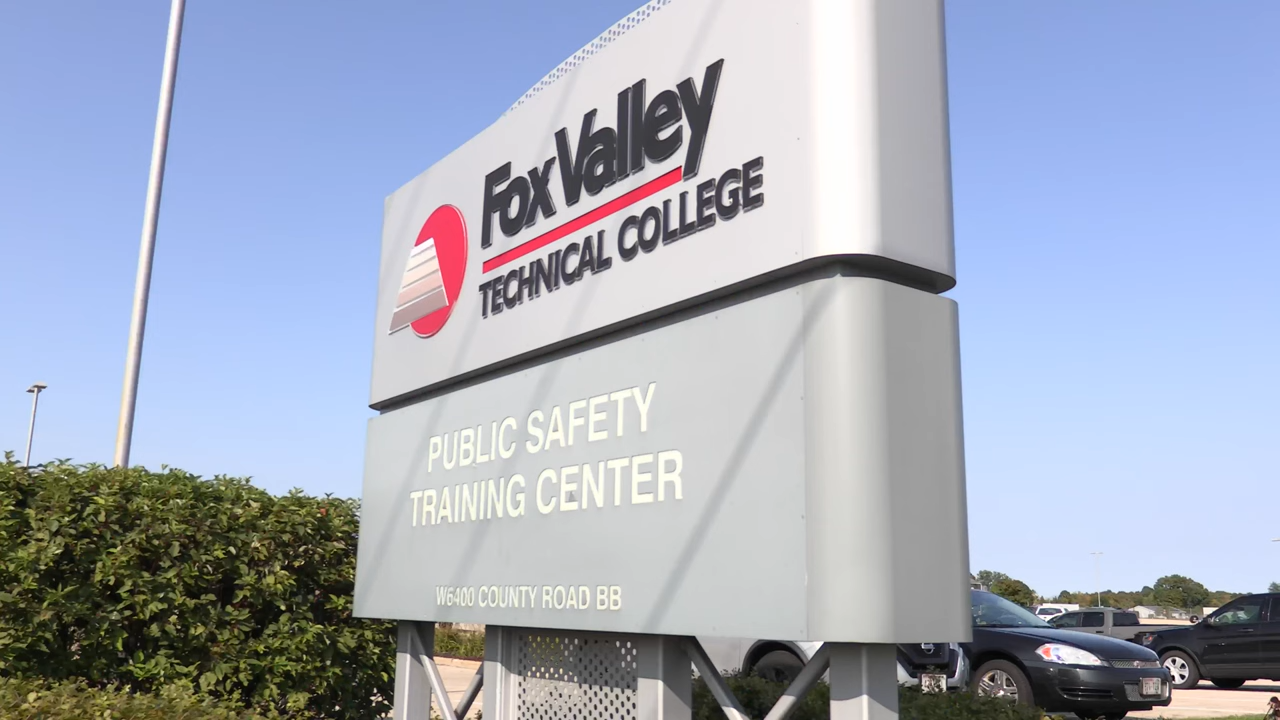 Fox Valley
TECHNICAL COLLEGE
PUBLIC SAFETY
TRAINING CENTER
W6400 COUNTY ROAD BB